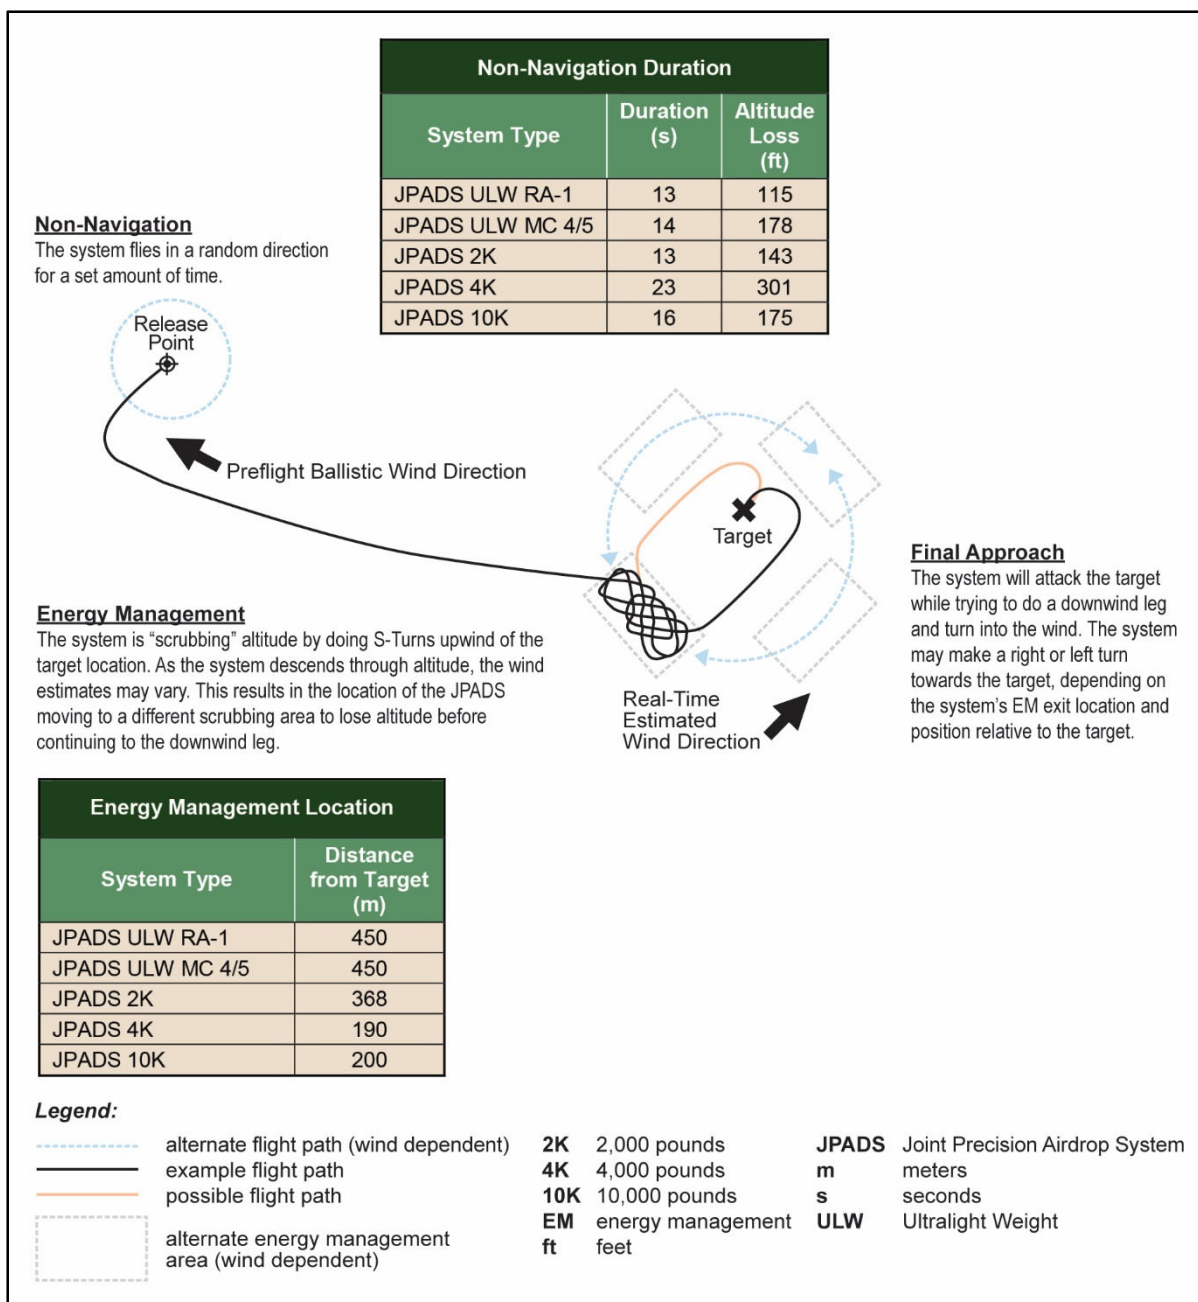 Non-Navigation Duration
System Type
Duration
(s)
Altitude
Loss
(ft)
JPADS ULW RA-1 13 115
JPADS ULW MC 4/5 14 178
JPADS 2K 13 143
JPADS 4K 23 301
JPADS 10K 16 175
Non-Navigation
The system flies in a random direction
for a set amount of time.
Release
Point
Preflight Ballistic Wind Direction
Target
Energy Management
The system is “scrubbing” altitude by doing S-Turns upwind of the
target location. As the system descends through altitude, the wind
estimates may vary. This results in the location of the JPADS
moving to a different scrubbing area to lose altitude before
continuing to the downwind leg.
Real-Time
Estimated
Wind Direction
Final Approach
The system will attack the target
while trying to do a downwind leg
and turn into the wind. The system
may make a right or left turn
towards the target, depending on
the system’s EM exit location and
position relative to the target.
Energy Management Location
System Type
Distance
from Target
(m)
JPADS ULW RA-1 450
JPADS ULW MC 4/5 450
JPADS 2K 368
JPADS 4K 190
JPADS 10K 200
Legend:
alternate flight path (wind dependent)
example flight path
possible flight path
alternate energy management
area (wind dependent)
2K 2,000 pounds
4K 4,000 pounds
10K 10,000 pounds
EM energy management
ft feet
JPADS Joint Precision Airdrop System
m meters
s seconds
ULW Ultralight Weight